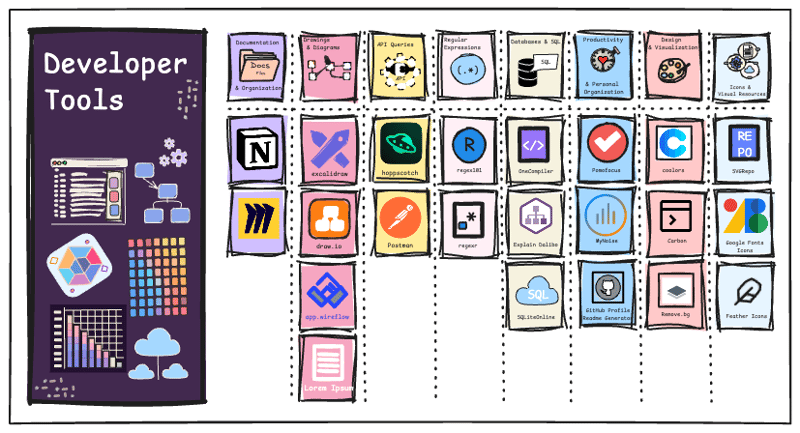 Developer
Tools
Documentation
Docs
Files
& Organization
Drawings
& Diagrams
API Queries
API
Regular
Expressions
(.*)
Databases & SQL
SQL
Productivity
& Personal
Organization
Design
& Visualization
Icons &
Visual Resources
N
excalidraw
hoppscotch
R
regex101
</>
OneCompiler
Pomofocus
coolors
RE
PO
SVGRepo
draw.io
Postman
.*
regexr
Explain Dalibo
MyNoise
Carbon
Google Fonts
Icons
app.wireflow
SQL
SQLiteOnline
GitHub Profile
Readme Generator
Remove.bg
Feather Icons
Lorem Ipsum